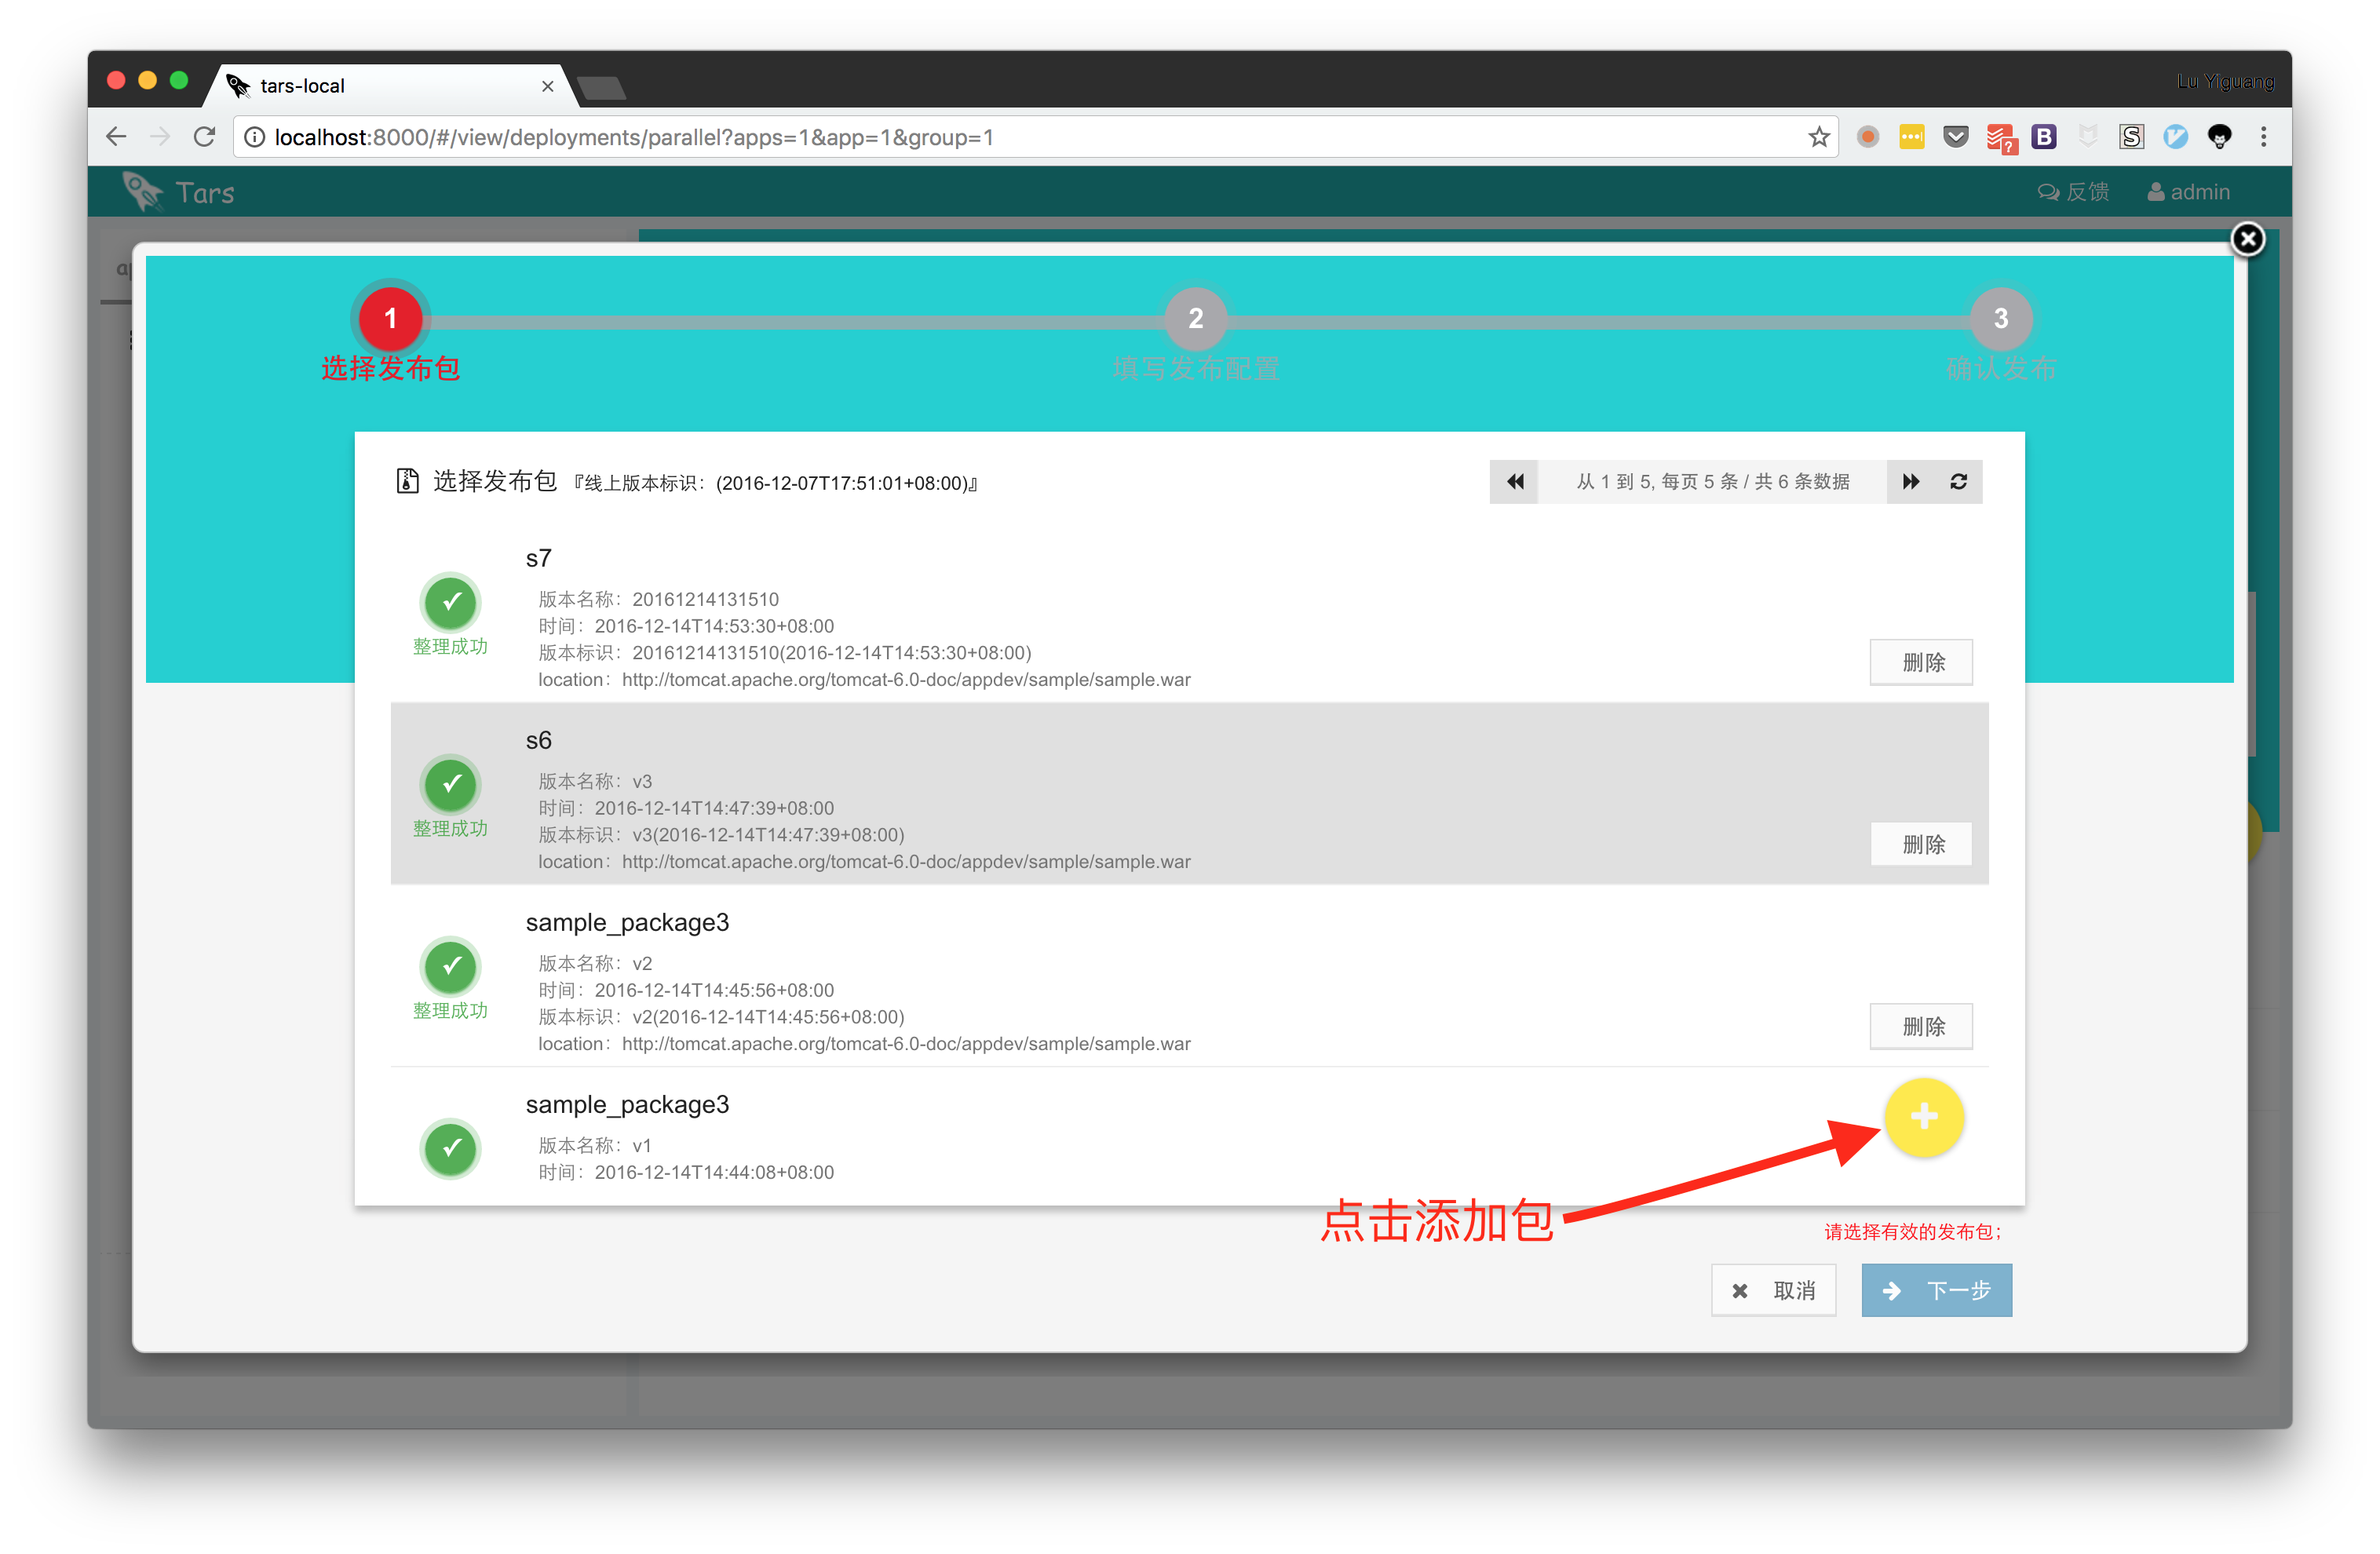 tars-local
Lu Yiguang
localhost:8000/#/view/deployments/parallel?apps=1&app=1&group=1
Tars
反馈
admin
1
2
3
选择发布包
填写发布配置
确认发布
选择发布包 『线上版本标识：(2016-12-07T17:51:01+08:00)』
从 1 到 5, 每页 5 条 / 共 6 条数据
s7
版本名称：20161214131510
时间：2016-12-14T14:53:30+08:00
整理成功
版本标识：20161214131510(2016-12-14T14:53:30+08:00)
location：http://tomcat.apache.org/tomcat-6.0-doc/appdev/sample/sample.war
删除
s6
版本名称：v3
时间：2016-12-14T14:47:39+08:00
整理成功
版本标识：v3(2016-12-14T14:47:39+08:00)
location：http://tomcat.apache.org/tomcat-6.0-doc/appdev/sample/sample.war
删除
sample_package3
版本名称：v2
时间：2016-12-14T14:45:56+08:00
整理成功
版本标识：v2(2016-12-14T14:45:56+08:00)
location：http://tomcat.apache.org/tomcat-6.0-doc/appdev/sample/sample.war
删除
sample_package3
版本名称：v1
时间：2016-12-14T14:44:08+08:00
点击添加包
请选择有效的发布包；
取消
下一步